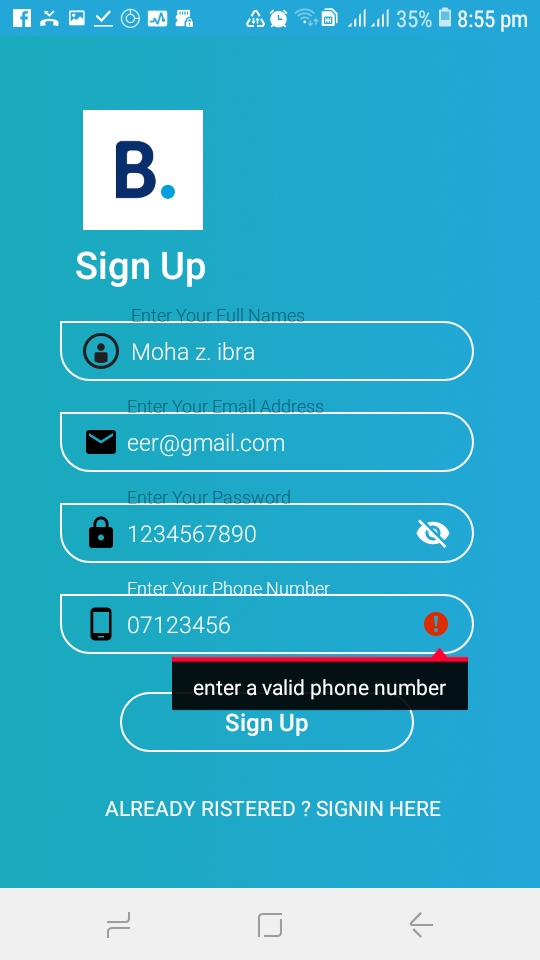 35% 8:55 pm
B.
Sign Up
Enter Your Full Names
Moha z. ibra
Enter Your Email Address
eer@gmail.com
Enter Your Password
1234567890
Enter Your Phone Number
07123456
enter a valid phone number
Sign Up
ALREADY RISTERED ? SIGNIN HERE